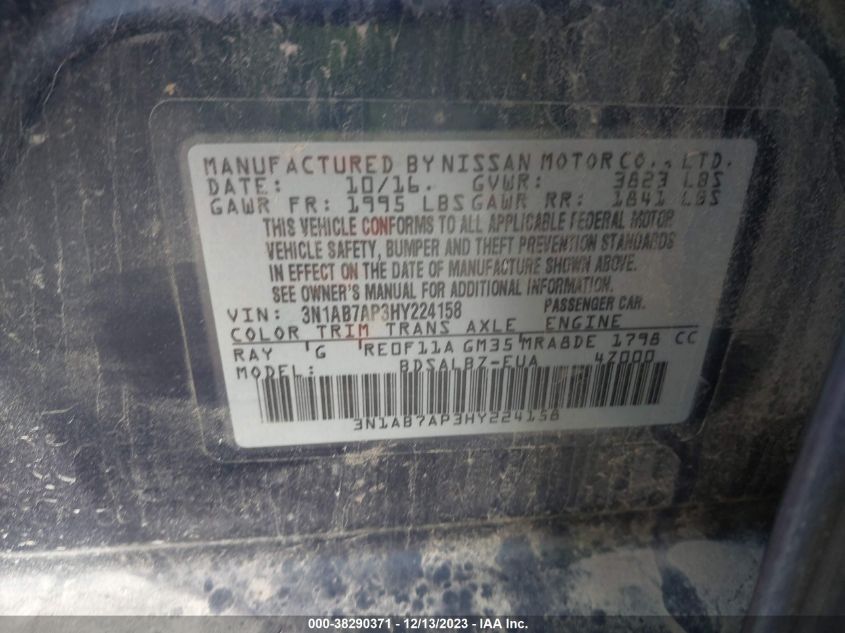 MANUFACTURED BY NISSAN MOTOR CO., LTD.
DATE: 10/16. GVWR: 3823 LBS
GAWR FR: 1995 LBS GAWR RR: 1841 LBS
THIS VEHICLE CONFORMS TO ALL APPLICABLE FEDERAL MOTOR
VEHICLE SAFETY, BUMPER AND THEFT PREVENTION STANDARDS
IN EFFECT ON THE DATE OF MANUFACTURE SHOWN ABOVE.
SEE OWNER'S MANUAL FOR ADDITIONAL INFORMATION.
VIN: 3N1AB7AP3HY224158 PASSENGER CAR.
COLOR TRIM TRANS AXLE ENGINE
RAY G RE0F11A GM35 MRA8DE 1798 CC
MODEL: BDSALBZ-EUA 4Z000
3N1AB7AP3HY224158
000-38290371 - 12/13/2023 - IAA Inc.